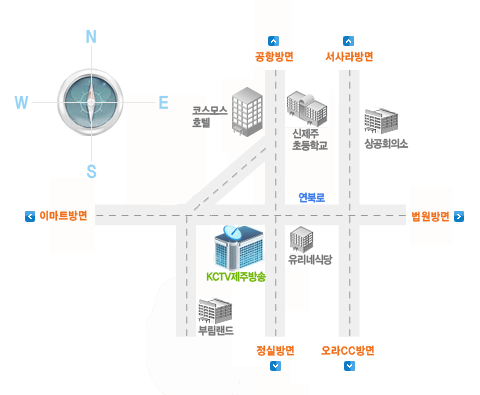 N
W
E
S
공항방면
서사라방면
코스모스
호텔
신제주
초등학교
상공회의소
연북로
이마트방면
법원방면
KCTV제주방송
유리네식당
부림랜드
정실방면
오라CC방면